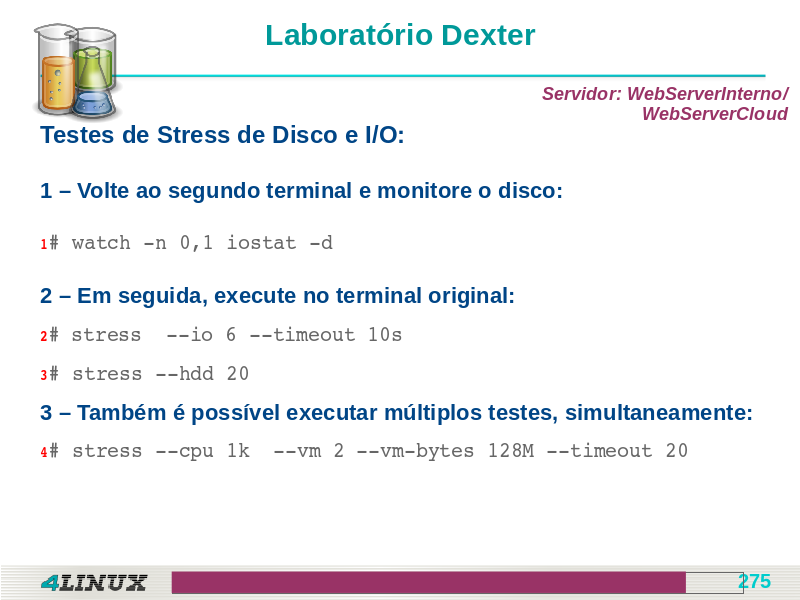 Laboratório Dexter
Servidor: WebServerInterno/
WebServerCloud
Testes de Stress de Disco e I/O:
1 – Volte ao segundo terminal e monitore o disco:
1# watch -n 0,1 iostat -d
2 – Em seguida, execute no terminal original:
2# stress  --io 6 --timeout 10s
3# stress --hdd 20
3 – Também é possível executar múltiplos testes, simultaneamente:
4# stress --cpu 1k  --vm 2 --vm-bytes 128M --timeout 20
4LINUX
275